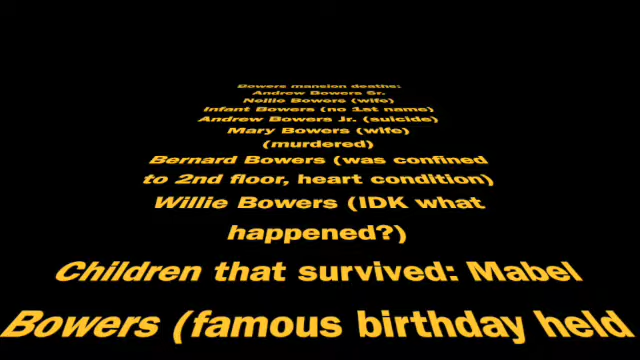 Bowers mansion deaths:
Andrew Bowers Sr.
Nellie Bowers (wife)
Infant Bowers (no 1st name)
Andrew Bowers Jr. (suicide)
Mary Bowers (wife)
(murdered)
Bernard Bowers (was confined
to 2nd floor, heart condition)
Willie Bowers (IDK what
happened?)
Children that survived: Mabel
Bowers (famous birthday held